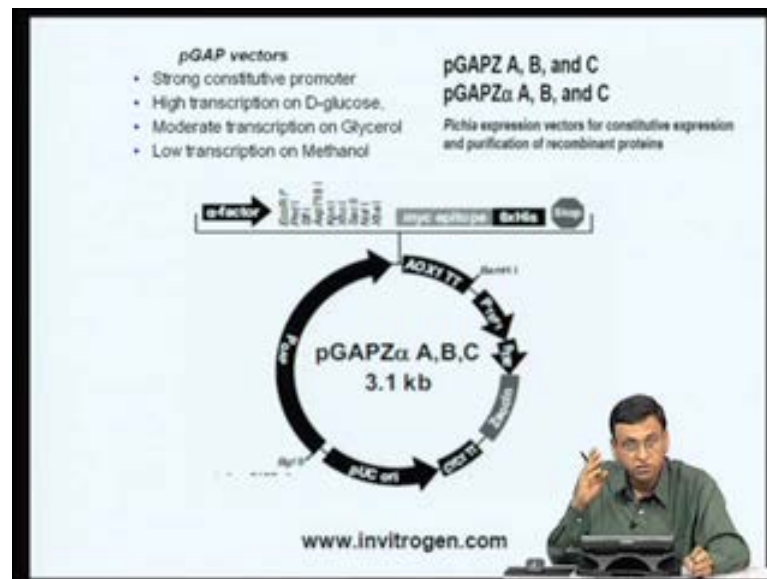 pGAP vectors
• Strong constitutive promoter
• High transcription on D-glucose,
• Moderate transcription on Glycerol
• Low transcription on Methanol
pGAPZ A, B, and C
pGAPZα A, B, and C
Pichia expression vectors for constitutive expression
and purification of recombinant proteins
α-factor
myc epitope
6xHis
Stop
AOX1 TT
BamH I
pGAPZα A,B,C
3.1 kb
Zeocin
CYC1 TT
pUC ori
www.invitrogen.com